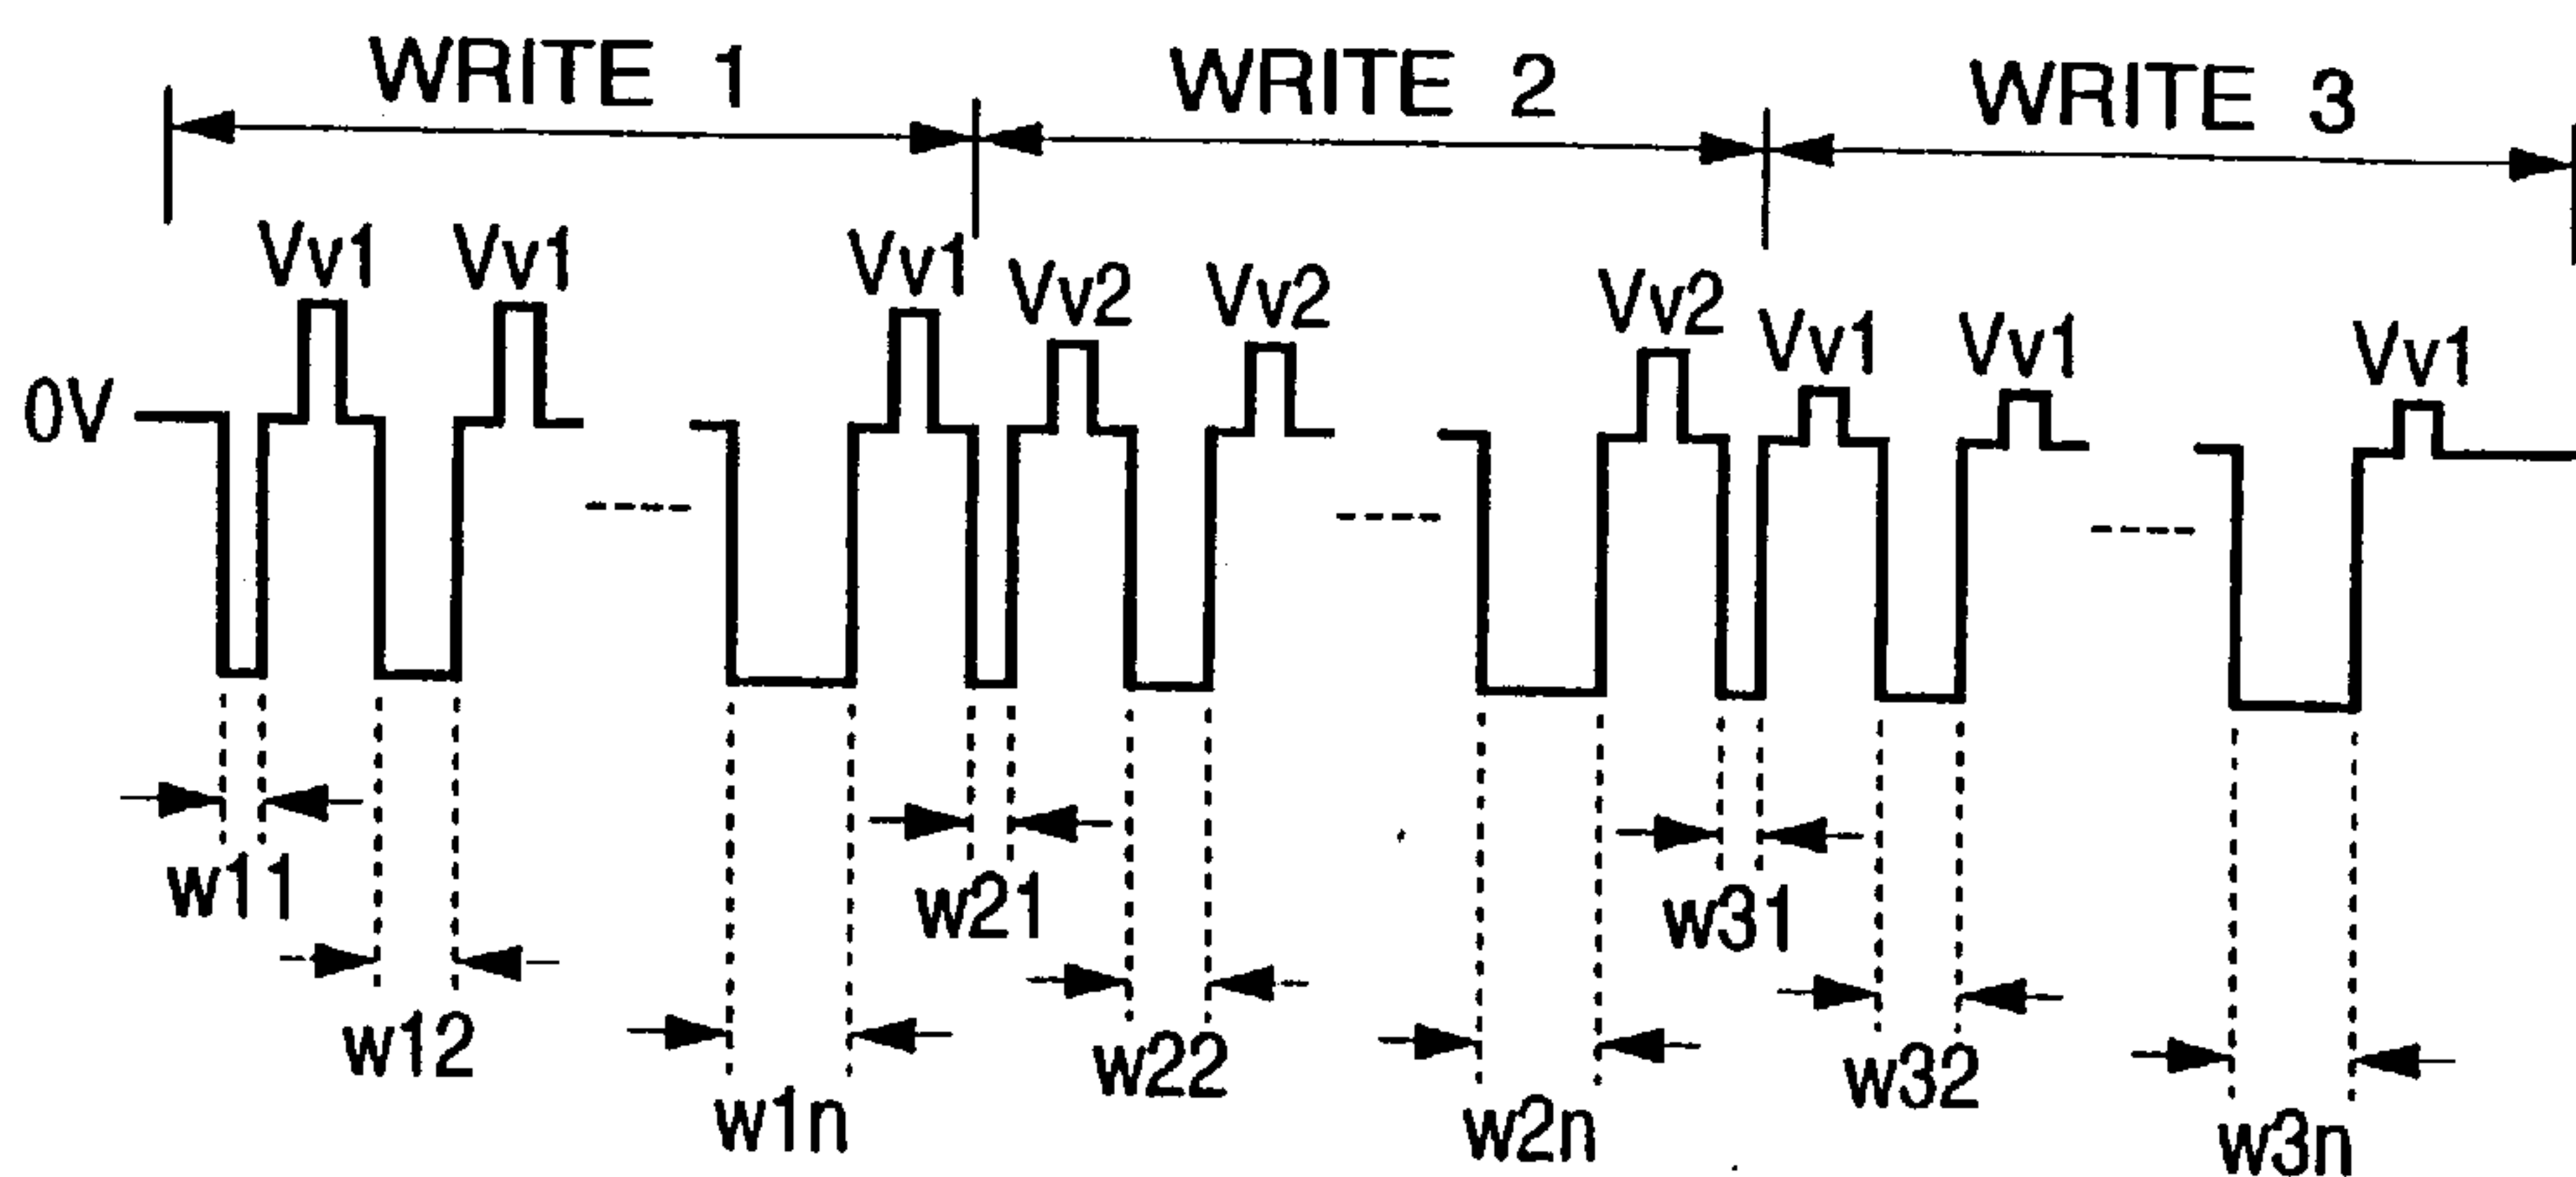 WRITE 1 WRITE 2 WRITE 3
Vv1 Vv1 Vv1 Vv2 Vv2 Vv2 Vv1 Vv1 Vv1
0V
w11 w21 w31
w12 w22 w32
w1n w2n w3n